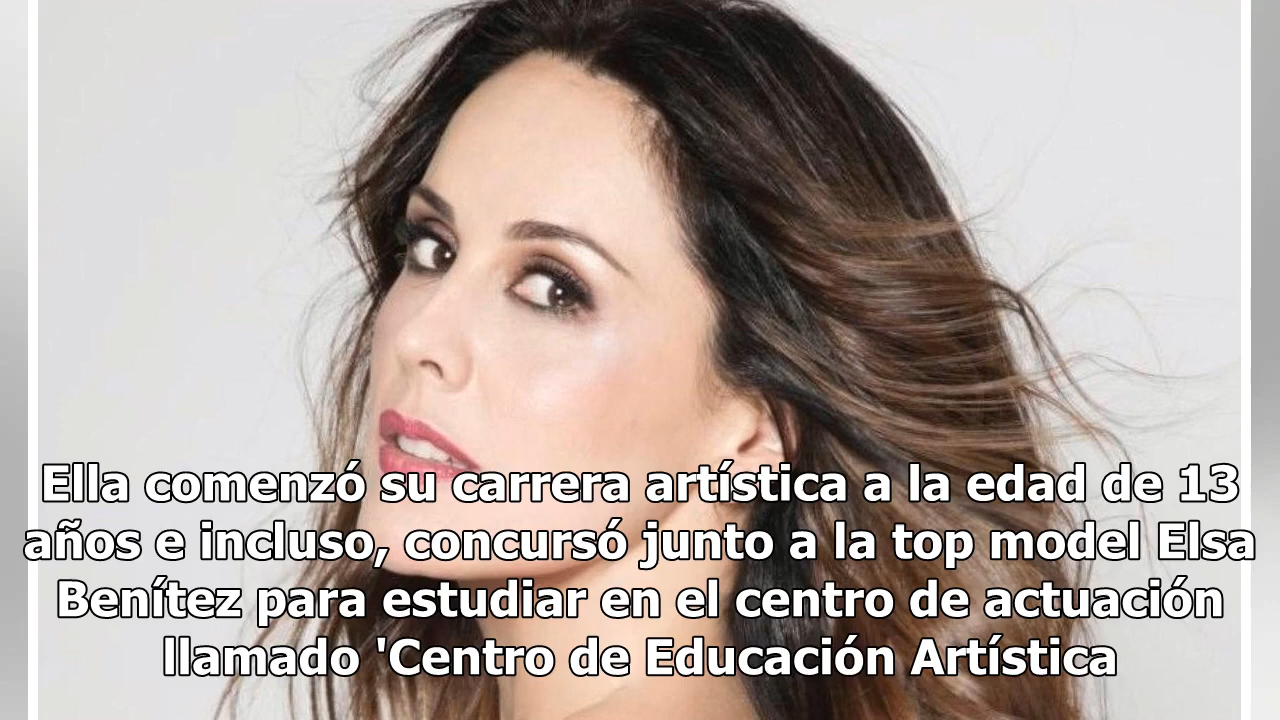 Ella comenzó su carrera artística a la edad de 13
años e incluso, concursó junto a la top model Elsa
Benítez para estudiar en el centro de actuación
llamado 'Centro de Educación Artística